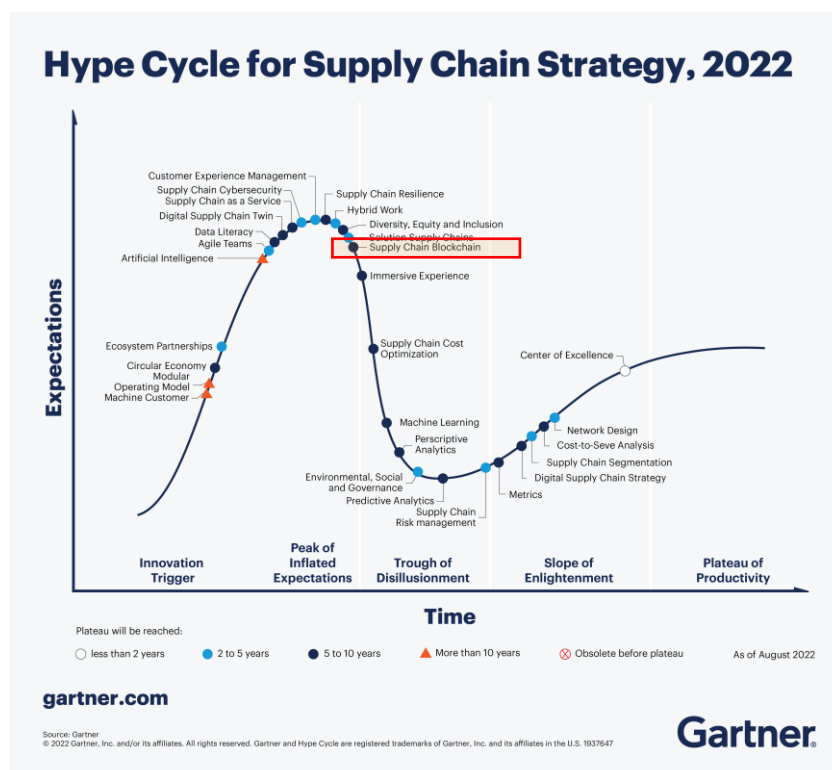 Hype Cycle for Supply Chain Strategy, 2022
Expectations
Customer Experience Management
Supply Chain Cybersecurity
Supply Chain as a Service
Digital Supply Chain Twin
Data Literacy
Agile Teams
Artificial Intelligence
Ecosystem Partnerships
Circular Economy
Modular
Operating Model
Machine Customer
Supply Chain Resilience
Hybrid Work
Diversity, Equity and Inclusion
Solution Supply Chains
Supply Chain Blockchain
Immersive Experience
Supply Chain Cost
Optimization
Machine Learning
Perscriptive
Analytics
Environmental, Social
and Governance
Predictive Analytics
Supply Chain
Risk management
Metrics
Digital Supply Chain Strategy
Supply Chain Segmentation
Cost-to-Seve Analysis
Network Design
Center of Excellence
Innovation
Trigger
Peak of
Inflated
Expectations
Trough of
Disillusionment
Slope of
Enlightenment
Plateau of
Productivity
Time
Plateau will be reached:
less than 2 years
2 to 5 years
5 to 10 years
More than 10 years
Obsolete before plateau
As of August 2022
gartner.com
Source: Gartner
© 2022 Gartner, Inc. and/or its affiliates. All rights reserved. Gartner and Hype Cycle are registered trademarks of Gartner, Inc. and its affiliates in the U.S. 1937647
Gartner®